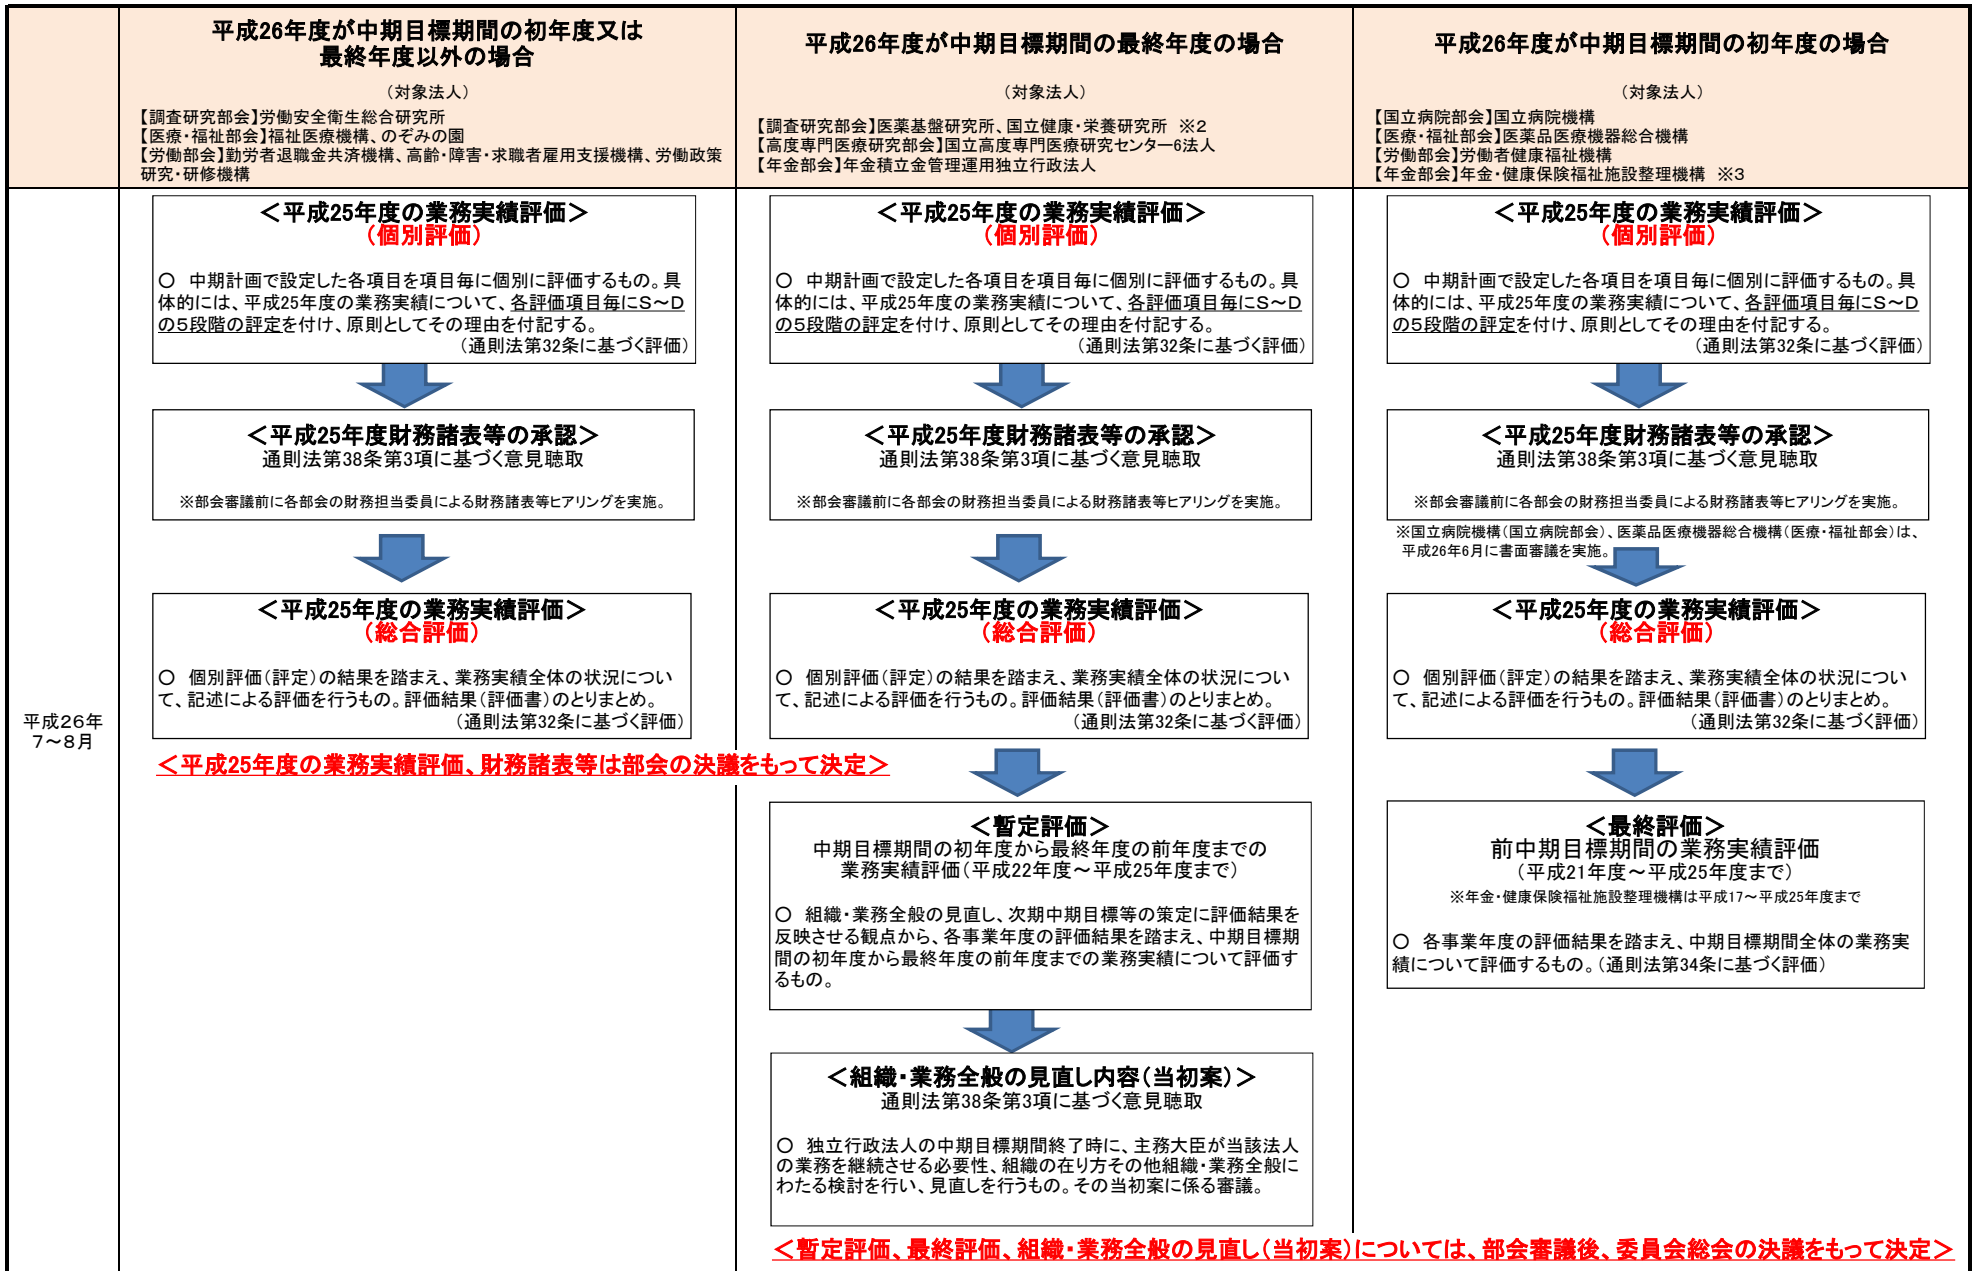 平成26年度が中期目標期間の初年度又は
最終年度以外の場合
（対象法人）
【調査研究部会】労働安全衛生総合研究所
【医療・福祉部会】福祉医療機構、のぞみの園
【労働部会】勤労者退職金共済機構、高齢・障害・求職者雇用支援機構、労働政策
研究・研修機構
平成26年度が中期目標期間の最終年度の場合
（対象法人）
【調査研究部会】医薬基盤研究所、国立健康・栄養研究所 ※2
【高度専門医療研究部会】国立高度専門医療研究センター6法人
【年金部会】年金積立金管理運用独立行政法人
平成26年度が中期目標期間の初年度の場合
（対象法人）
【国立病院部会】国立病院機構
【医療・福祉部会】医薬品医療機器総合機構
【労働部会】労働者健康福祉機構
【年金部会】年金・健康保険福祉施設整理機構 ※3
平成26年
7～8月
＜平成25年度の業務実績評価＞
（個別評価）
○ 中期計画で設定した各項目を項目毎に個別に評価するもの。具
体的には、平成25年度の業務実績について、各評価項目毎にS～D
の5段階の評定を付け、原則としてその理由を付記する。
（通則法第32条に基づく評価）
＜平成25年度財務諸表等の承認＞
通則法第38条第3項に基づく意見聴取
※部会審議前に各部会の財務担当委員による財務諸表等ヒアリングを実施。
＜平成25年度の業務実績評価＞
（総合評価）
○ 個別評価（評定）の結果を踏まえ、業務実績全体の状況につい
て、記述による評価を行うもの。評価結果（評価書）のとりまとめ。
（通則法第32条に基づく評価）
＜平成25年度の業務実績評価、財務諸表等は部会の決議をもって決定＞
＜平成25年度の業務実績評価＞
（個別評価）
○ 中期計画で設定した各項目を項目毎に個別に評価するもの。具
体的には、平成25年度の業務実績について、各評価項目毎にS～D
の5段階の評定を付け、原則としてその理由を付記する。
（通則法第32条に基づく評価）
＜平成25年度財務諸表等の承認＞
通則法第38条第3項に基づく意見聴取
※部会審議前に各部会の財務担当委員による財務諸表等ヒアリングを実施。
＜平成25年度の業務実績評価＞
（総合評価）
○ 個別評価（評定）の結果を踏まえ、業務実績全体の状況につい
て、記述による評価を行うもの。評価結果（評価書）のとりまとめ。
（通則法第32条に基づく評価）
＜暫定評価＞
中期目標期間の初年度から最終年度の前年度までの
業務実績評価（平成22年度～平成25年度まで）
○ 組織・業務全般の見直し、次期中期目標等の策定に評価結果を
反映させる観点から、各事業年度の評価結果を踏まえ、中期目標期
間の初年度から最終年度の前年度までの業務実績について評価す
るもの。
＜組織・業務全般の見直し内容（当初案）＞
通則法第38条第3項に基づく意見聴取
○ 独立行政法人の中期目標期間終了時に、主務大臣が当該法人
の業務を継続させる必要性、組織の在り方その他組織・業務全般に
わたる検討を行い、見直しを行うもの。その当初案に係る審議。
＜平成25年度の業務実績評価＞
（個別評価）
○ 中期計画で設定した各項目を項目毎に個別に評価するもの。具
体的には、平成25年度の業務実績について、各評価項目毎にS～D
の5段階の評定を付け、原則としてその理由を付記する。
（通則法第32条に基づく評価）
＜平成25年度財務諸表等の承認＞
通則法第38条第3項に基づく意見聴取
※部会審議前に各部会の財務担当委員による財務諸表等ヒアリングを実施。
※国立病院機構（国立病院部会）、医薬品医療機器総合機構（医療・福祉部会）は、
平成26年6月に書面審議を実施。
＜平成25年度の業務実績評価＞
（総合評価）
○ 個別評価（評定）の結果を踏まえ、業務実績全体の状況につい
て、記述による評価を行うもの。評価結果（評価書）のとりまとめ。
（通則法第32条に基づく評価）
＜最終評価＞
前中期目標期間の業務実績評価
（平成21年度～平成25年度まで）
※年金・健康保険福祉施設整理機構は平成17～平成25年度まで
○ 各事業年度の評価結果を踏まえ、中期目標期間全体の業務実
績について評価するもの。（通則法第34条に基づく評価）
＜暫定評価、最終評価、組織・業務全般の見直し（当初案）については、部会審議後、委員会総会の決議をもって決定＞